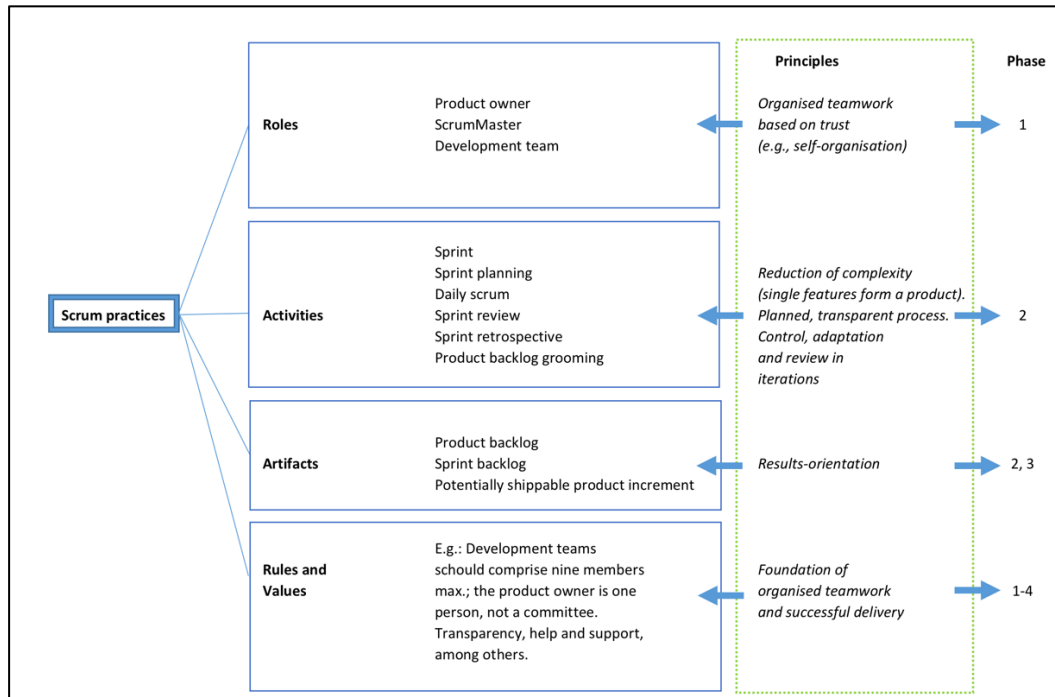 Principles
Phase
Roles
Product owner
ScrumMaster
Development team
Organised teamwork
based on trust
(e.g., self-organisation)
1
Scrum practices
Activities
Sprint
Sprint planning
Daily scrum
Sprint review
Sprint retrospective
Product backlog grooming
Reduction of complexity
(single features form a product).
Planned, transparent process.
Control, adaptation
and review in
iterations
2
Artifacts
Product backlog
Sprint backlog
Potentially shippable product increment
Results-orientation
2, 3
Rules and
Values
E.g.: Development teams
schould comprise nine members
max.; the product owner is one
person, not a committee.
Transparency, help and support,
among others.
Foundation of
organised teamwork
and successful delivery
1-4